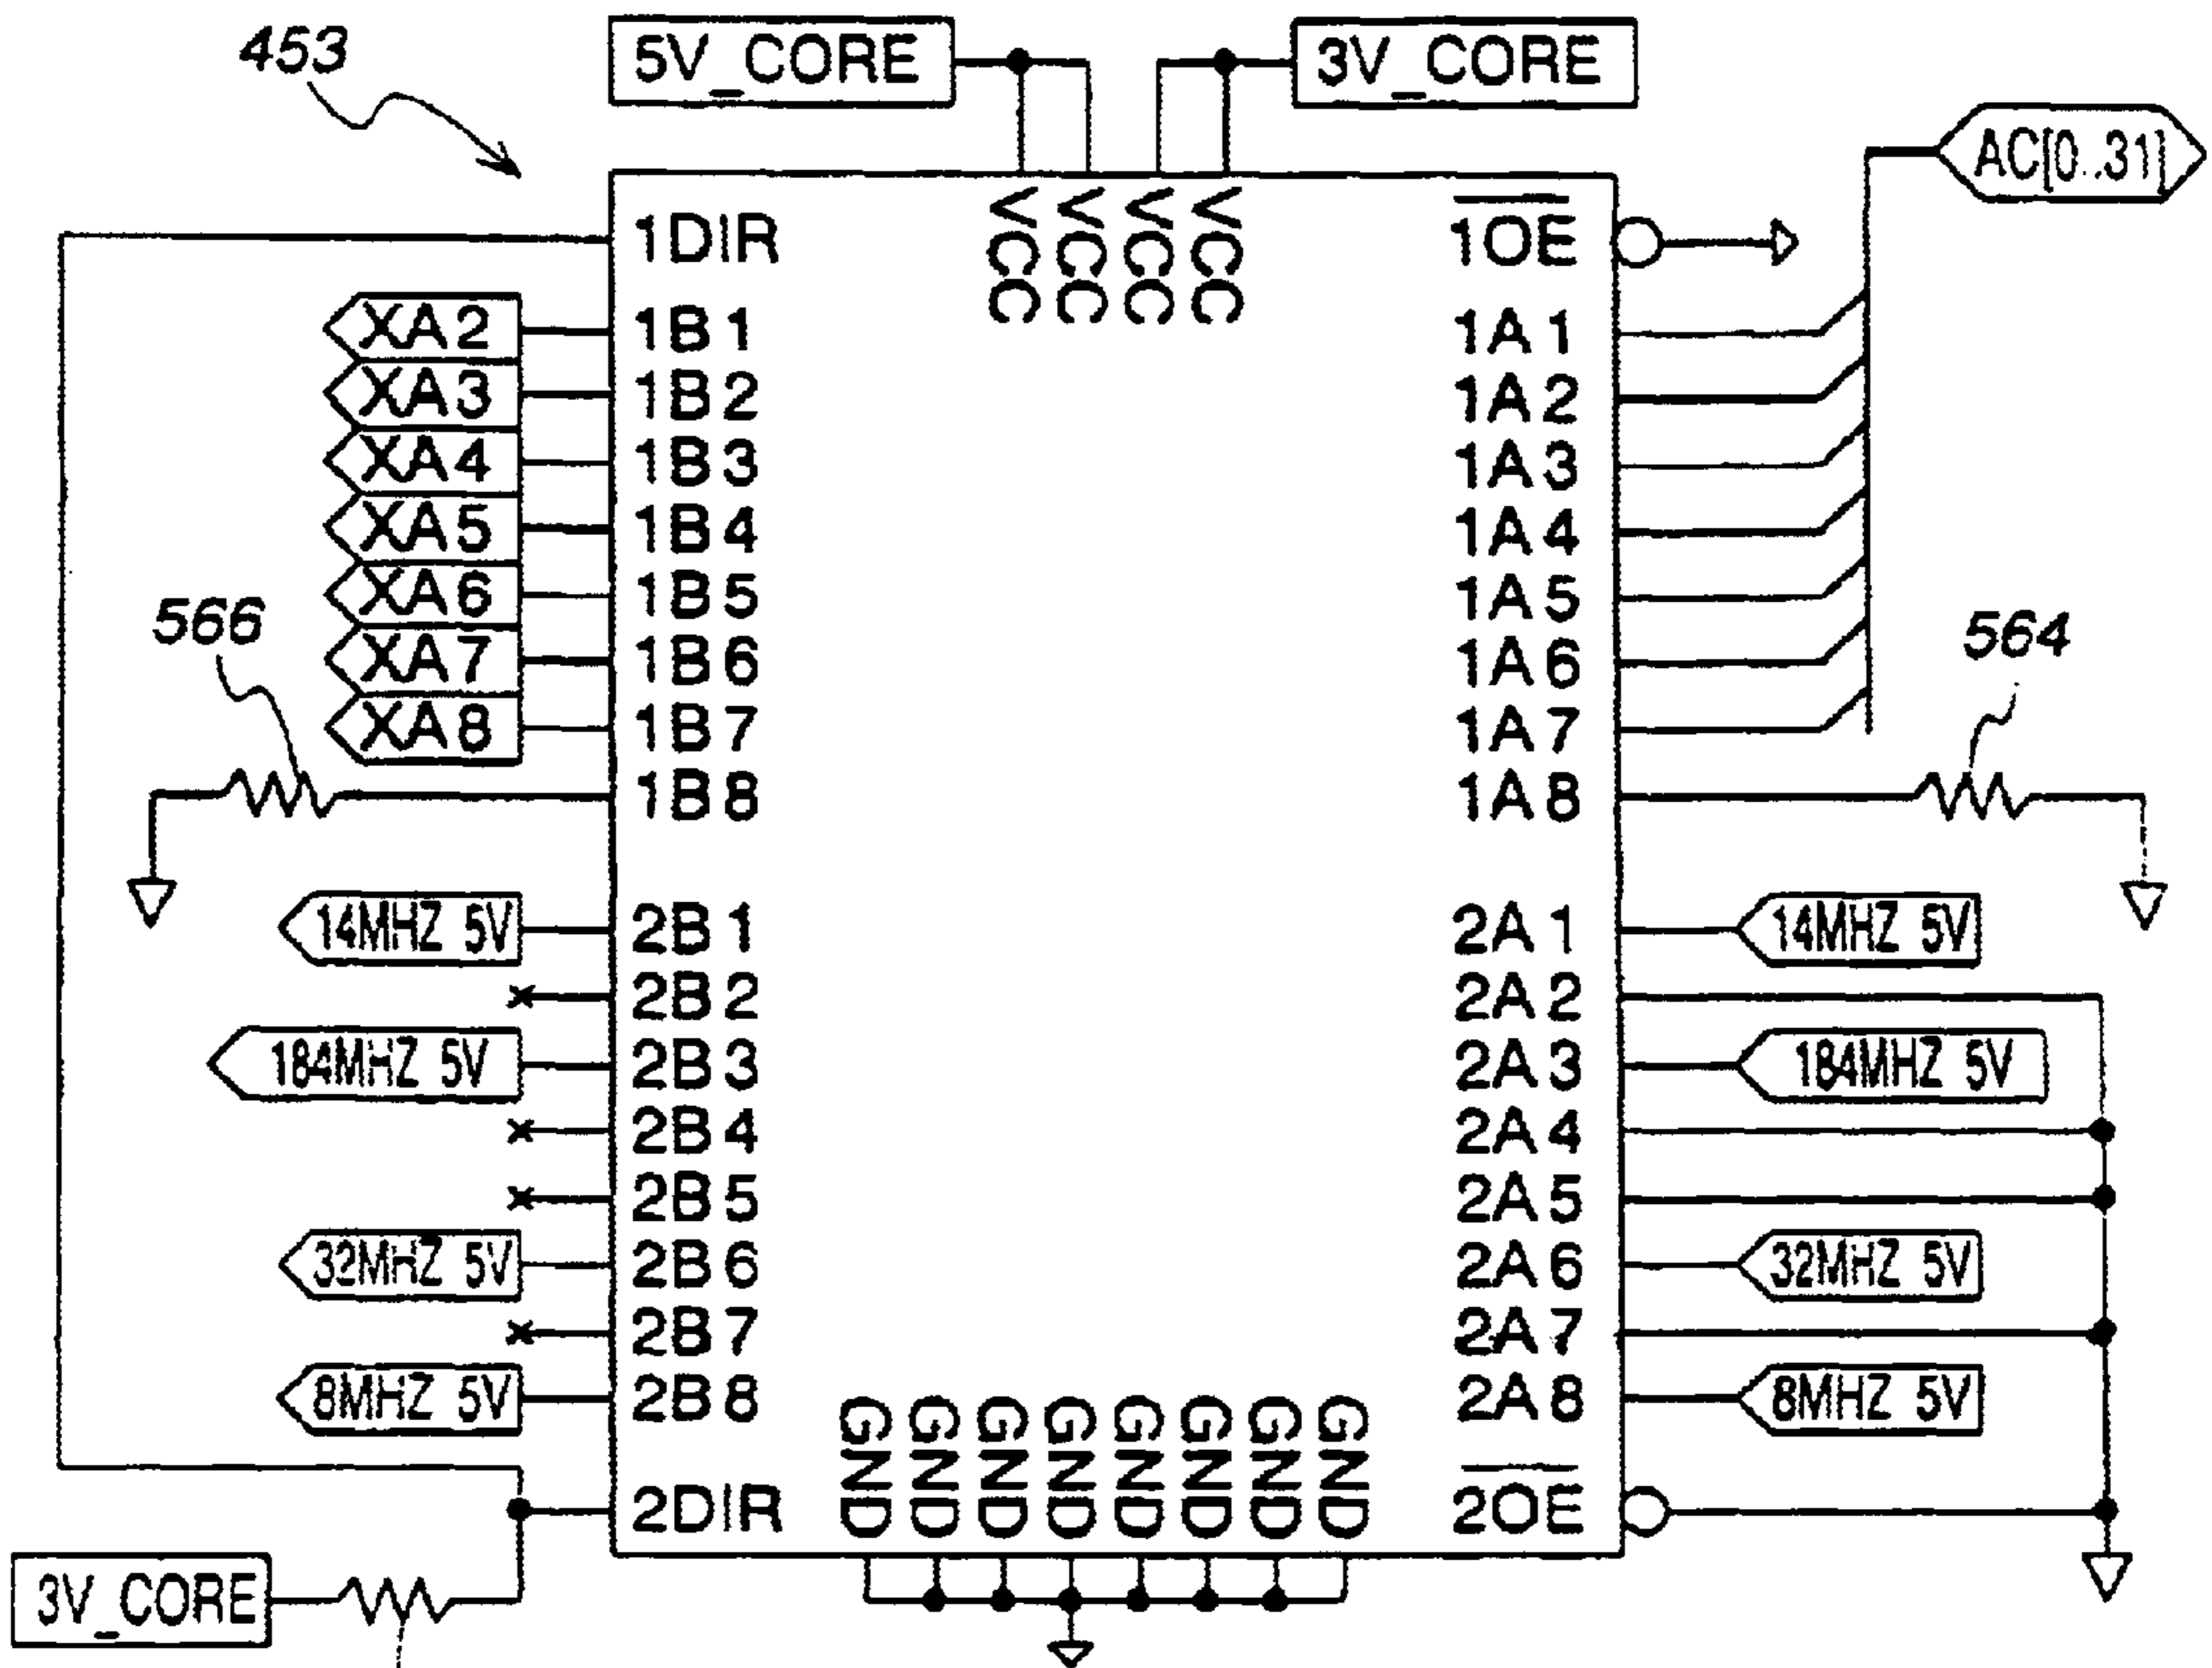 453
5V_CORE
3V_CORE
AC[0..31]
1DIR
VCC VCC VCC VCC
1OE
XA2 1B1 1A1
XA3 1B2 1A2
XA4 1B3 1A3
XA5 1B4 1A4
XA6 1B5 1A5
566
XA7 1B6 1A6
564
XA8 1B7 1A7
1B8 1A8
14MHZ 5V 2B1 2A1 14MHZ 5V
2B2 2A2
184MHZ 5V 2B3 2A3 184MHZ 5V
2B4 2A4
2B5 2A5
32MHZ 5V 2B6 2A6 32MHZ 5V
2B7 2A7
8MHZ 5V 2B8 2A8 8MHZ 5V
GND GND GND GND GND GND GND GND
2DIR 2OE
3V_CORE